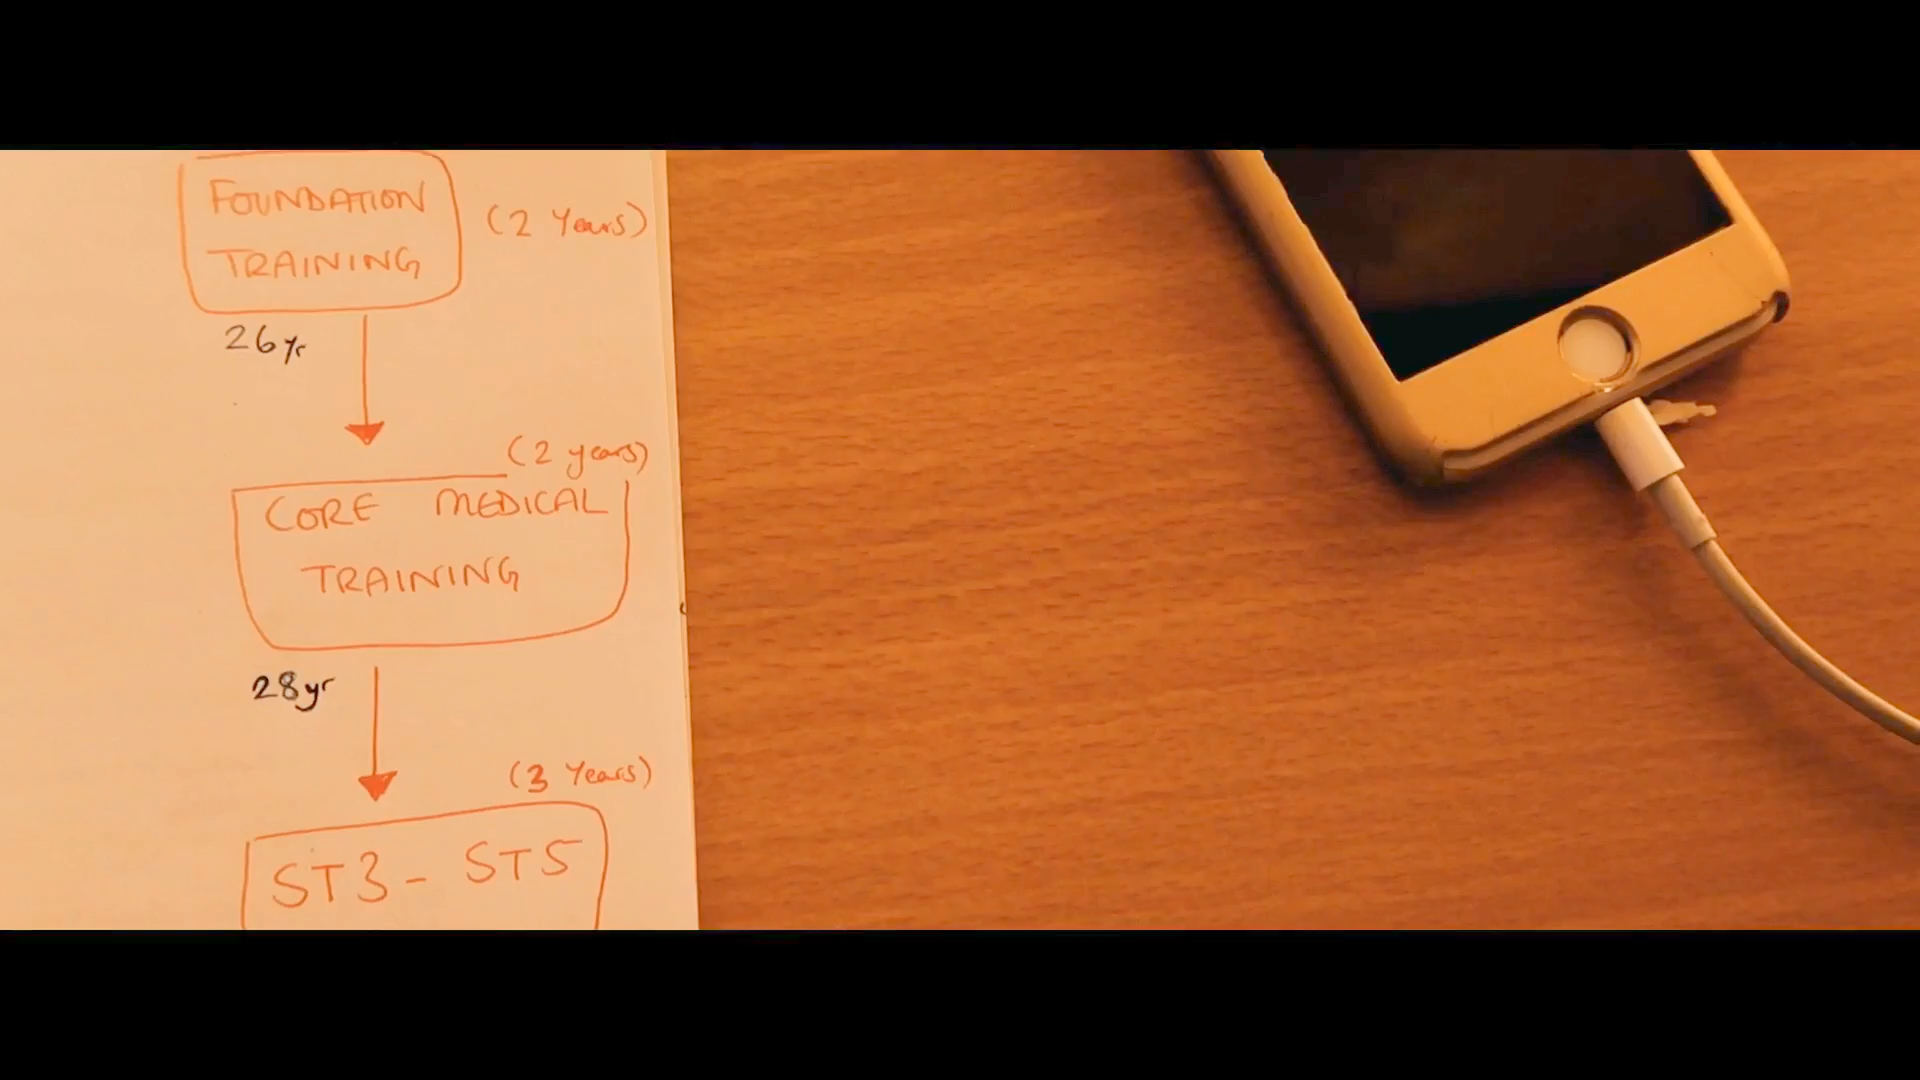 FOUNDATION
TRAINING
(2 Years)
26yr
(2 years)
CORE MEDICAL
TRAINING
28yr
(3 Years)
ST3 - ST5